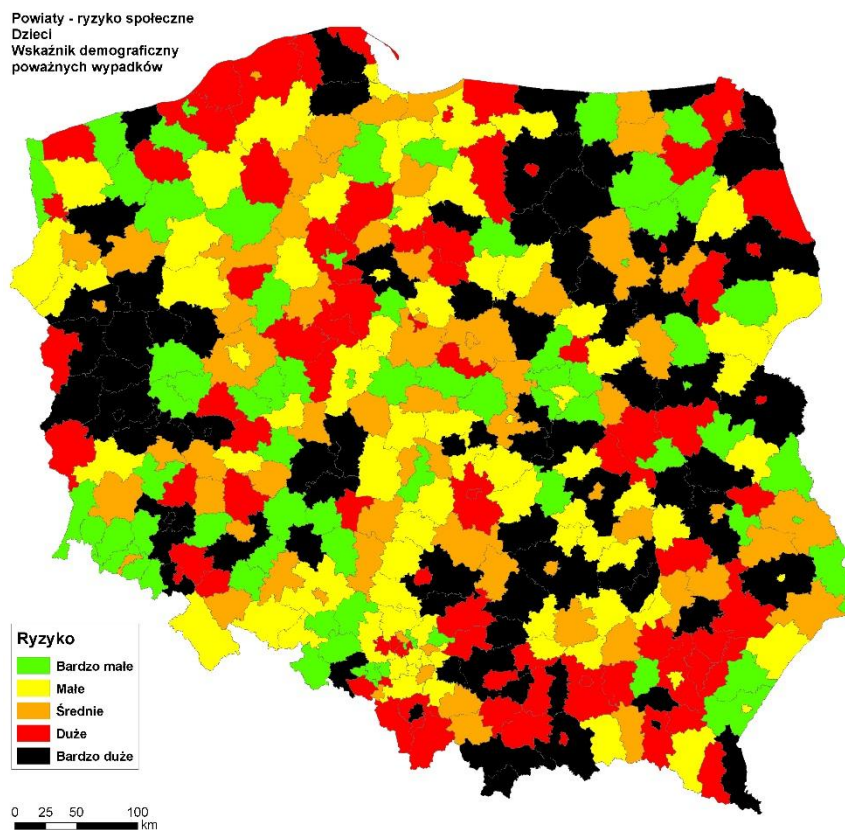 Powiaty - ryzyko społeczne
Dzieci
Wskaźnik demograficzny
poważnych wypadków
Ryzyko
Bardzo małe
Małe
Średnie
Duże
Bardzo duże
0 25 50 100
km